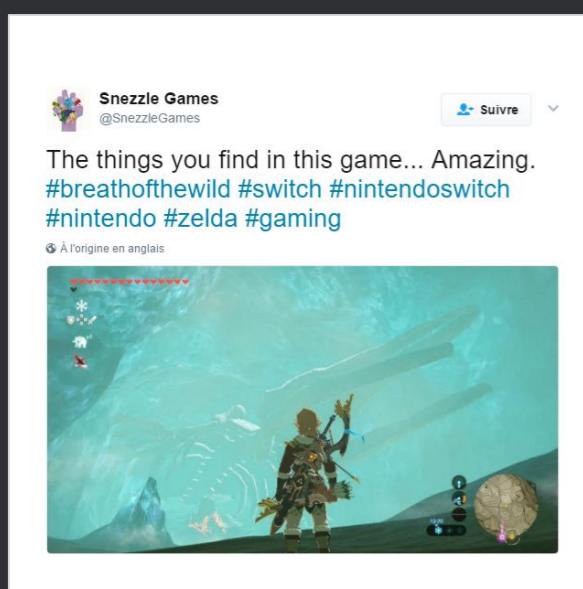 Snezzle Games
@SnezzleGames
Suivre
The things you find in this game... Amazing.
#breathofthewild #switch #nintendoswitch
#nintendo #zelda #gaming
À l'origine en anglais